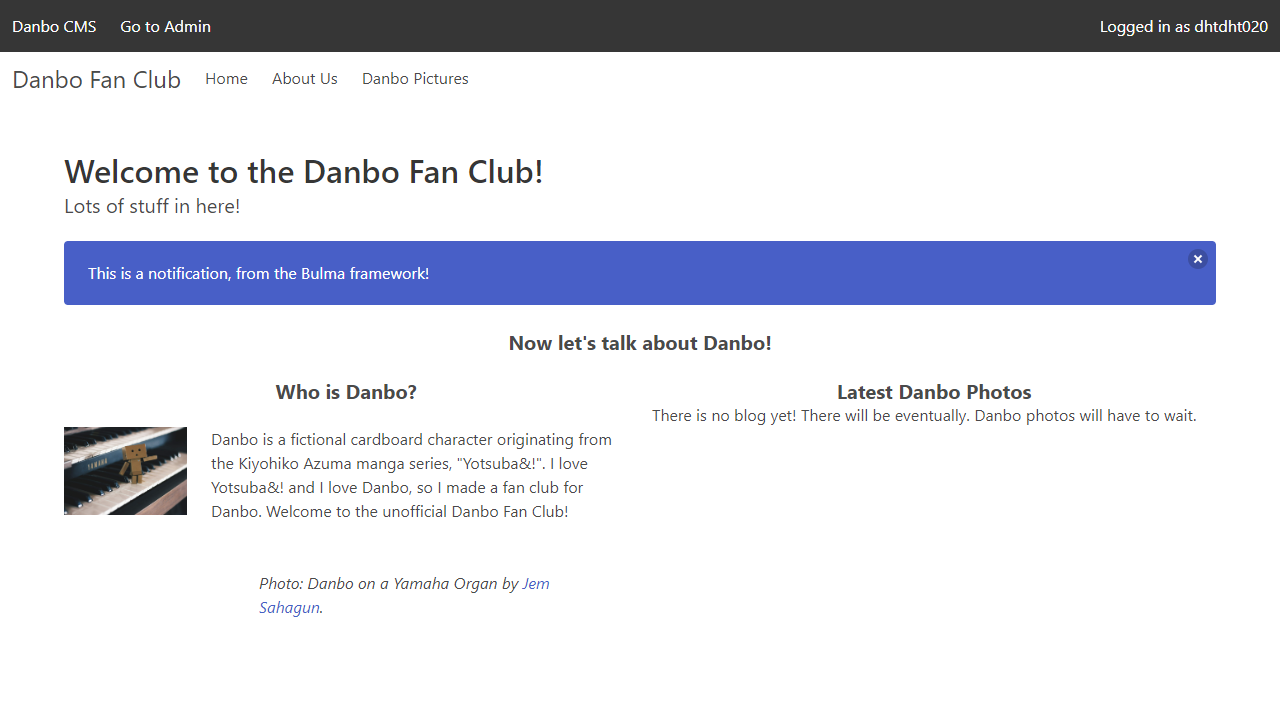 Danbo CMS Go to Admin Logged in as dhtdht020
Danbo Fan Club Home About Us Danbo Pictures
Welcome to the Danbo Fan Club!
Lots of stuff in here!
This is a notification, from the Bulma framework!
Now let's talk about Danbo!
Who is Danbo?
YAMAHA
Danbo is a fictional cardboard character originating from
the Kiyohiko Azuma manga series, "Yotsuba&!". I love
Yotsuba&! and I love Danbo, so I made a fan club for
Danbo. Welcome to the unofficial Danbo Fan Club!
Photo: Danbo on a Yamaha Organ by Jem
Sahagun.
Latest Danbo Photos
There is no blog yet! There will be eventually. Danbo photos will have to wait.